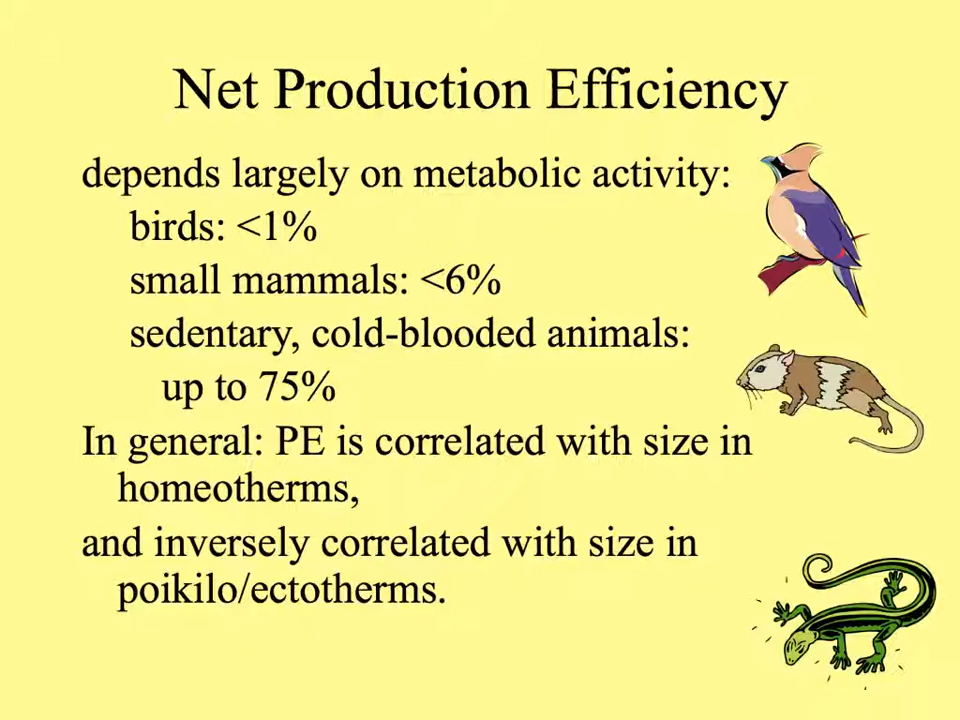 Net Production Efficiency
depends largely on metabolic activity:
birds: <1%
small mammals: <6%
sedentary, cold-blooded animals:
up to 75%
In general: PE is correlated with size in
homeotherms,
and inversely correlated with size in
poikilo/ectotherms.